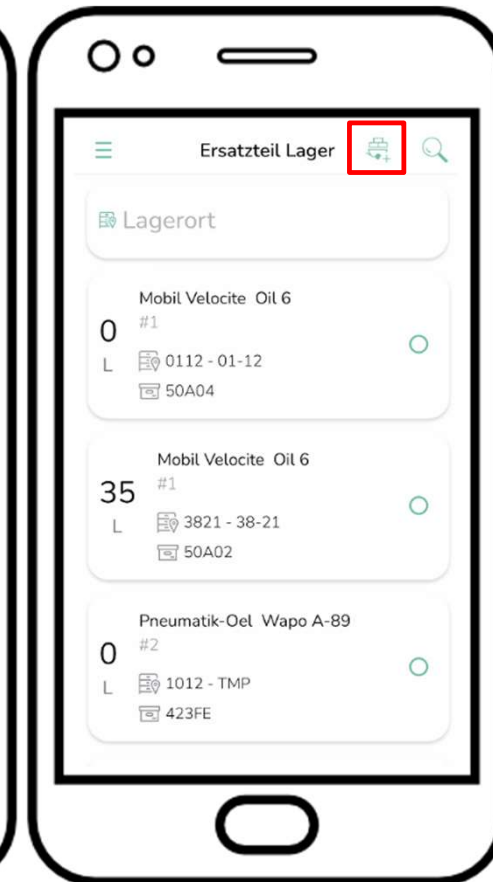 Ersatzteil Lager
Lagerort
Mobil Velocite Oil 6
#1
0
L
0112 - 01-12
50A04
Mobil Velocite Oil 6
#1
35
L
3821 - 38-21
50A02
Pneumatik-Oel Wapo A-89
#2
0
L
1012 - TMP
423FE